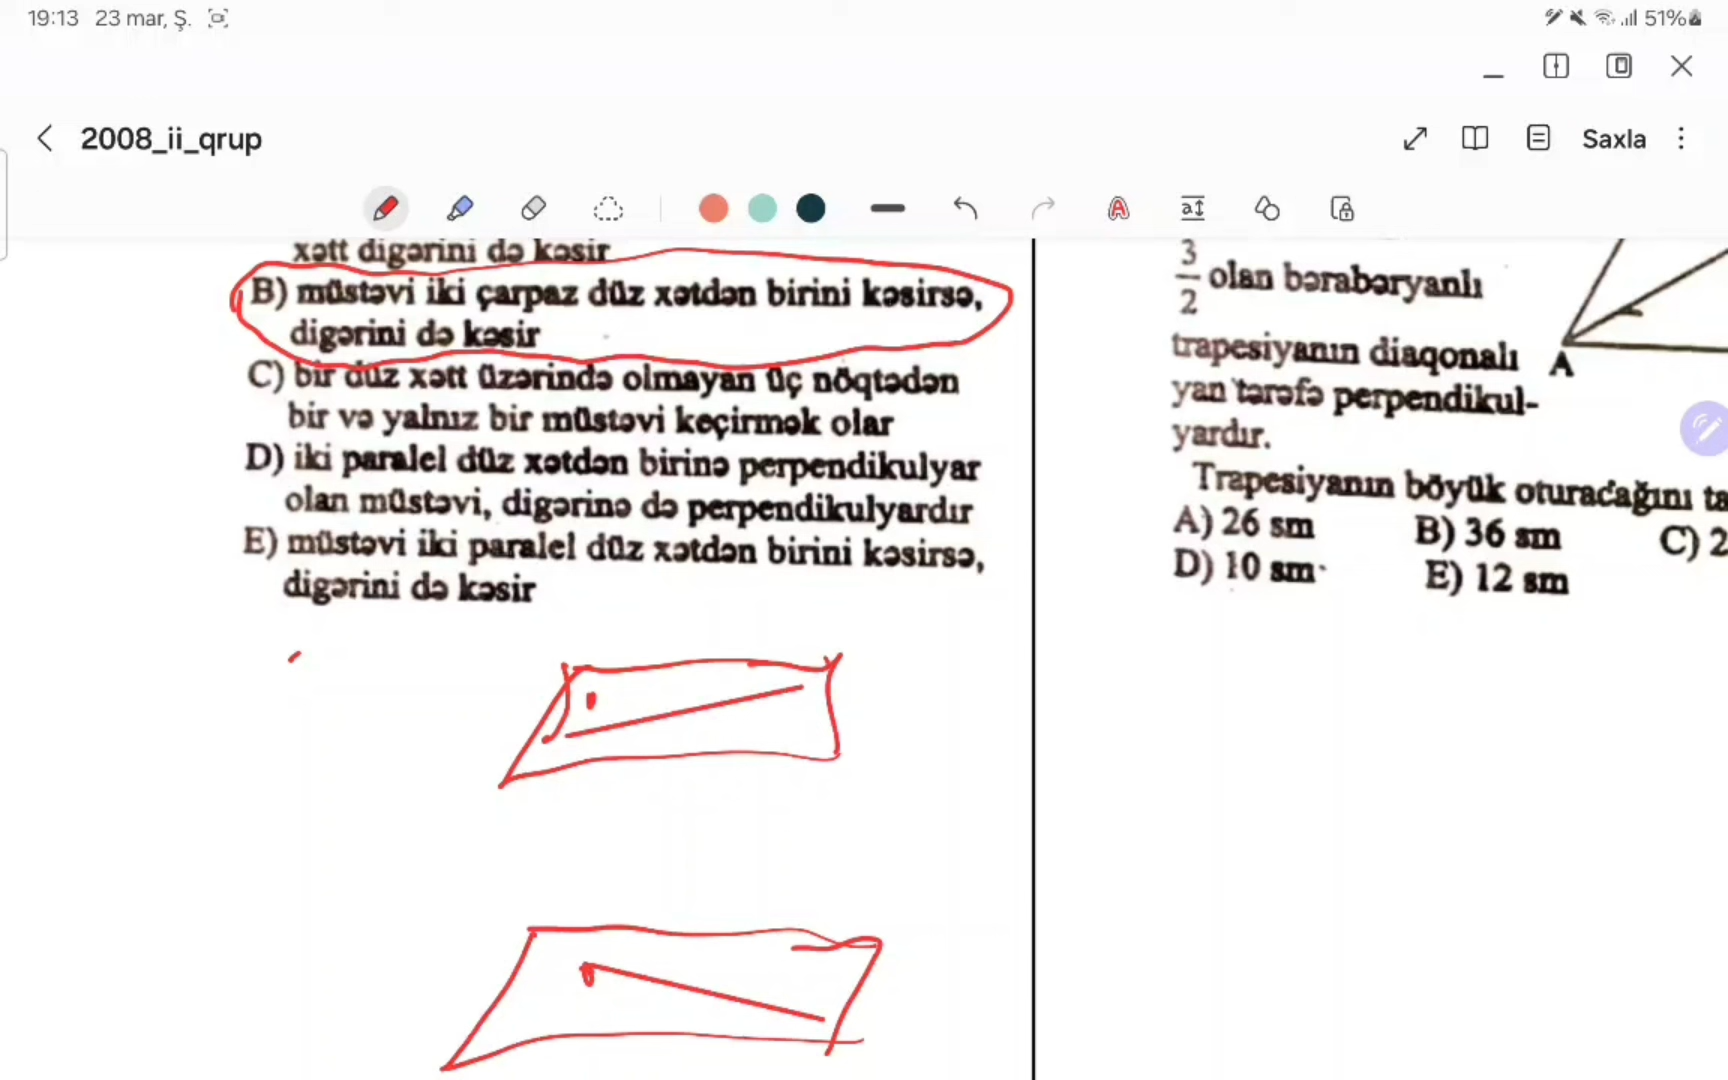 19:13 23 mar, Ş.
51%
2008_ii_qrup
Saxla
xətt digərini də kəsir
B) müstəvi iki çarpaz düz xətdən birini kəsirsə,
digərini də kəsir
C) bir düz xətt üzərində olmayan üç nöqtədən
bir və yalnız bir müstəvi keçirmək olar
D) iki paralel düz xətdən birinə perpendikulyar
olan müstəvi, digərinə də perpendikulyardır
E) müstəvi iki paralel düz xətdən birini kəsirsə,
digərini də kəsir
3/2 olan bərabəryanlı
trapesiyanın diaqonalı
yan tərəfə perpendikul-
yardır.
A
Trapesiyanın böyük oturacağını ta
A) 26 sm B) 36 sm C) 2
D) 10 sm E) 12 sm